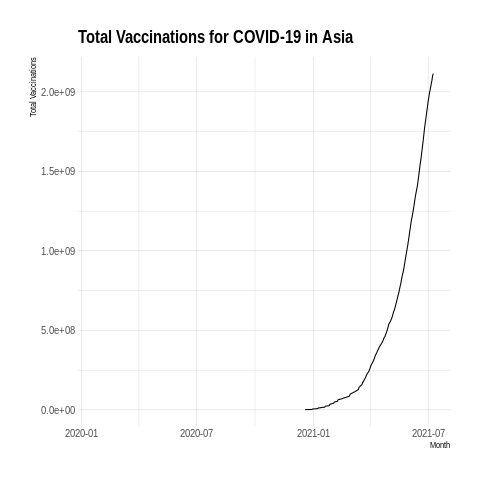 Total Vaccinations for COVID-19 in Asia
Total Vaccinations
2.0e+09
1.5e+09
1.0e+09
5.0e+08
0.0e+00
2020-01 2020-07 2021-01 2021-07
Month